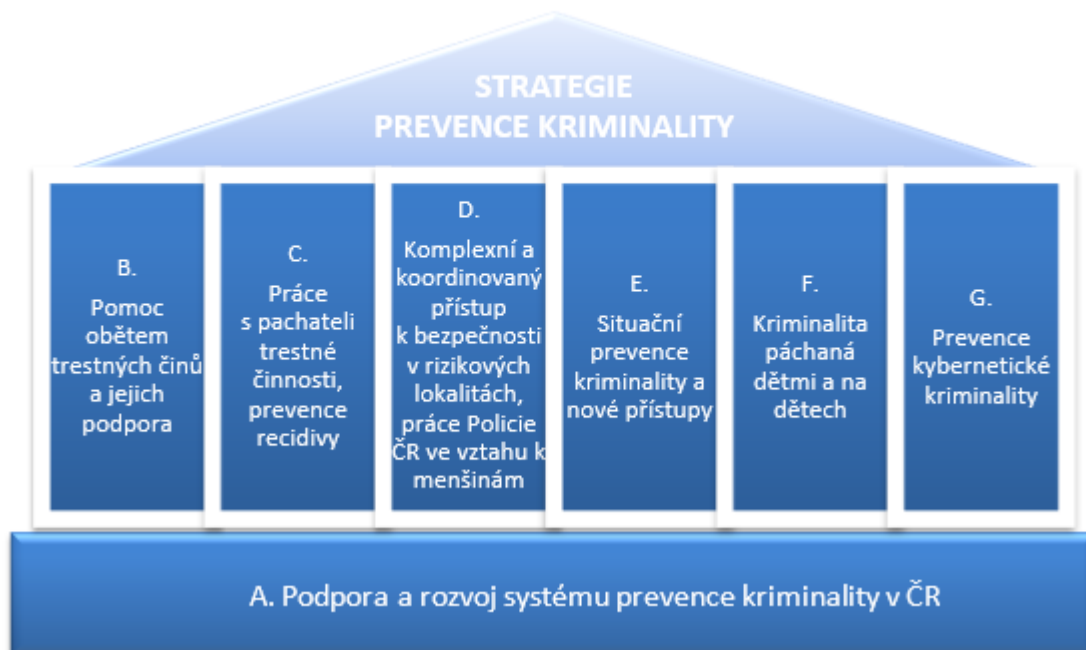 STRATEGIE
PREVENCE KRIMINALITY
B.
Pomoc
obětem
trestných činů
a jejich
podpora
C.
Práce
s pachateli
trestné
činnosti,
prevence
recidivy
D.
Komplexní a
koordinovaný
přístup
k bezpečnosti
v rizikových
lokalitách,
práce Policie
ČR ve vztahu k
menšinám
E.
Situační
prevence
kriminality a
nové přístupy
F.
Kriminalita
páchaná
dětmi a na
dětech
G.
Prevence
kybernetické
kriminality
A. Podpora a rozvoj systému prevence kriminality v ČR